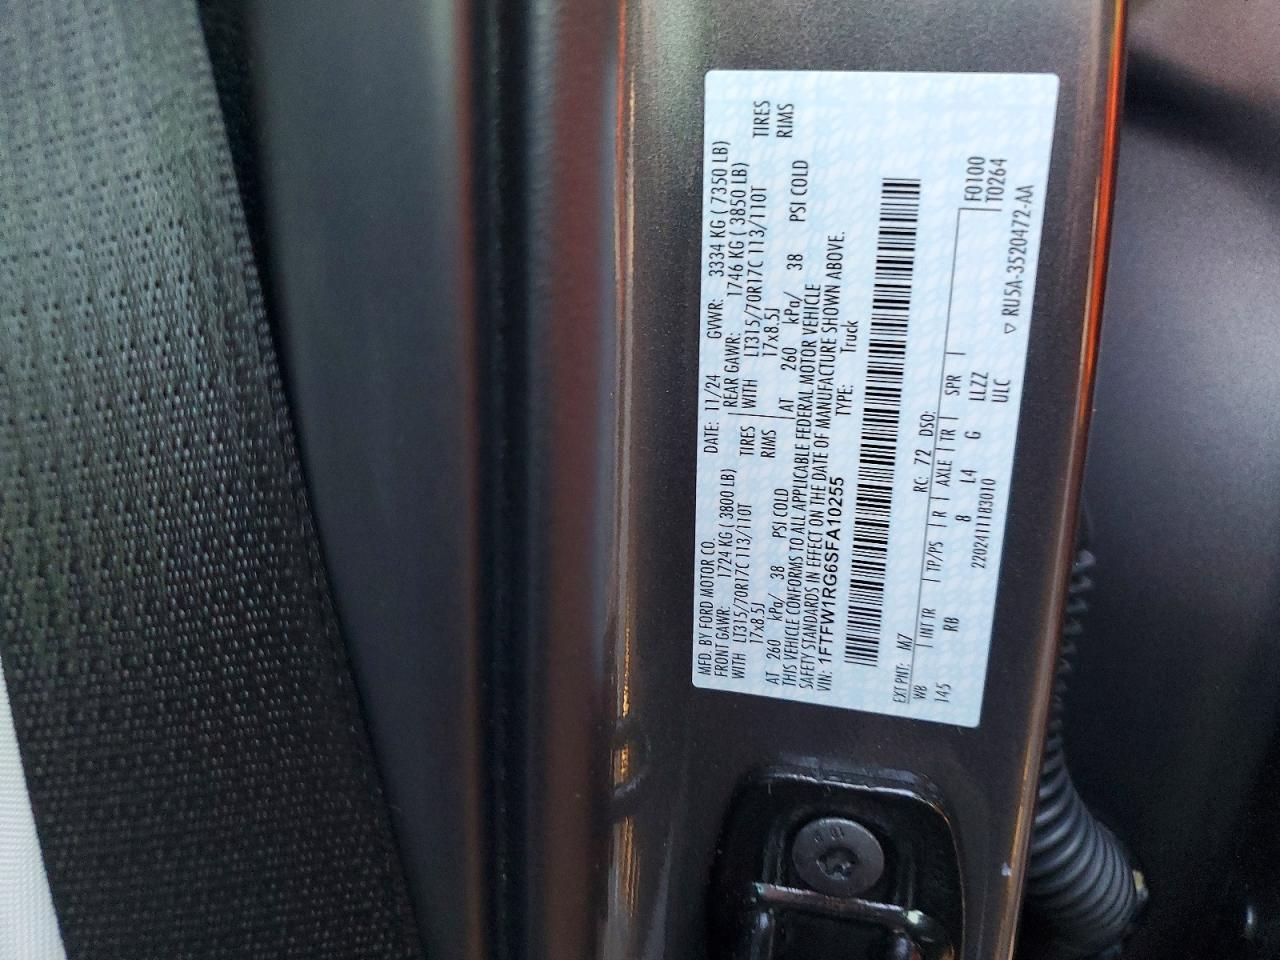 MFD. BY FORD MOTOR CO.
DATE: 11/24 GVWR: 3334 KG ( 7350 LB)
FRONT GAWR: 1724 KG ( 3800 LB) REAR GAWR: 1746 KG ( 3850 LB)
WITH LT315/70R17C 113/110T TIRES WITH LT315/70R17C 113/110T TIRES
17x8.5J RIMS 17x8.5J RIMS
AT 260 kPa/ 38 PSI COLD AT 260 kPa/ 38 PSI COLD
THIS VEHICLE CONFORMS TO ALL APPLICABLE FEDERAL MOTOR VEHICLE
SAFETY STANDARDS IN EFFECT ON THE DATE OF MANUFACTURE SHOWN ABOVE.
VIN: 1FTFW1RG6SFA10255 TYPE: Truck
EXT PNT: M7 RC: 72 DSO:
WB INT TR TP/PS R AXLE TR SPR F0100
145 RB 8 L4 G LLZZ T0264
22024111B3010 ULC ▽ RU5A-3520472-AA